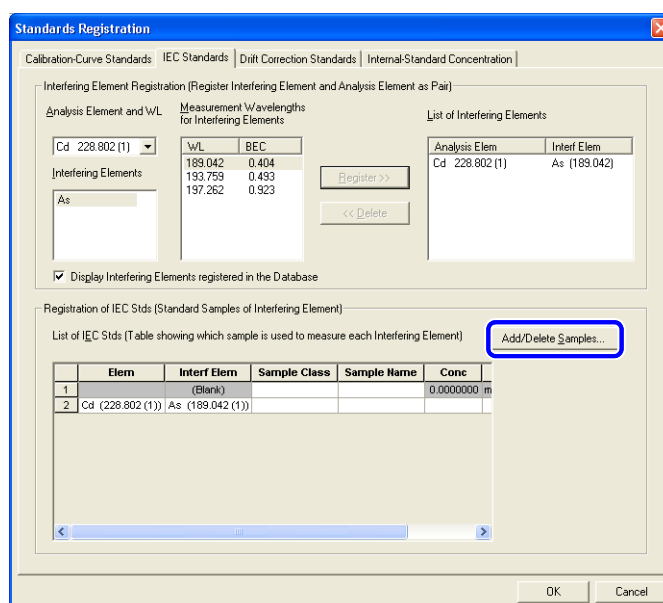 Standards Registration
Calibration-Curve Standards
IEC Standards
Drift Correction Standards
Internal-Standard Concentration
Interfering Element Registration (Register Interfering Element and Analysis Element as Pair)
Analysis Element and WL
Measurement Wavelengths
for Interfering Elements
List of Interfering Elements
Cd 228.802 (1)
WL BEC
189.042 0.404
193.759 0.493
197.262 0.923
Analysis Elem Interf Elem
Cd 228.802 (1) As (189.042)
Interfering Elements
As
Register >>
<< Delete
Display Interfering Elements registered in the Database
Registration of IEC Stds (Standard Samples of Interfering Element)
List of IEC Stds (Table showing which sample is used to measure each Interfering Element)
Add/Delete Samples...
Elem Interf Elem Sample Class Sample Name Conc
1 (Blank) 0.0000000 m
2 Cd (228.802 (1)) As (189.042 (1))
OK
Cancel